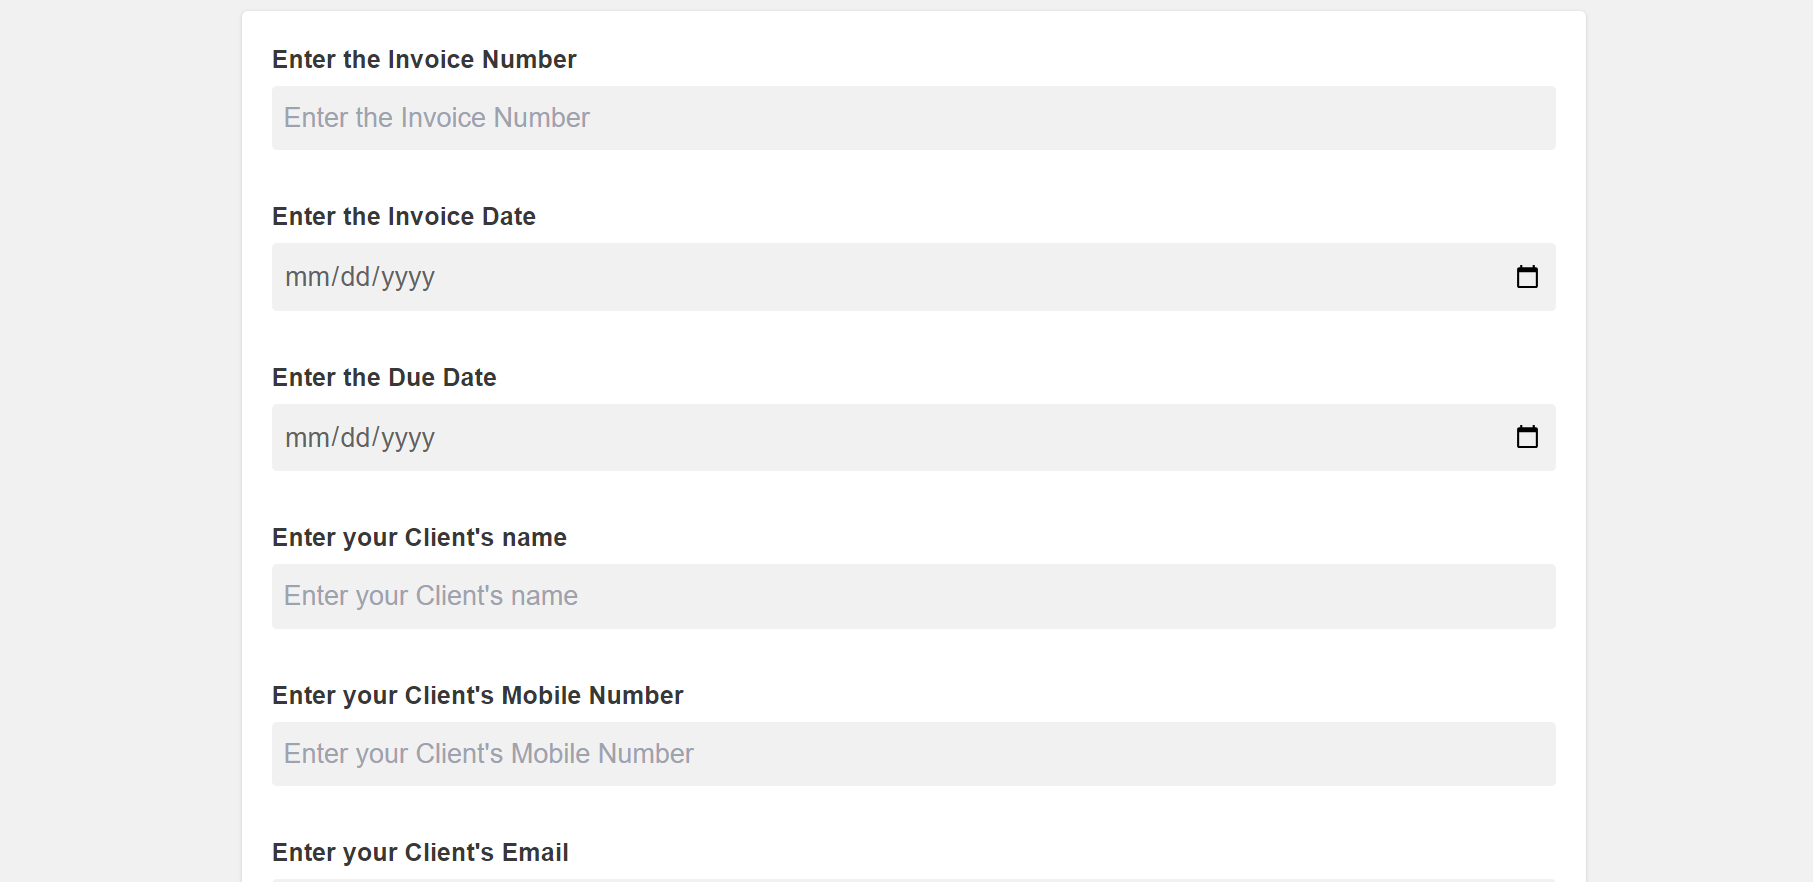 Enter the Invoice Number
Enter the Invoice Number
Enter the Invoice Date
mm/dd/yyyy
Enter the Due Date
mm/dd/yyyy
Enter your Client's name
Enter your Client's name
Enter your Client's Mobile Number
Enter your Client's Mobile Number
Enter your Client's Email